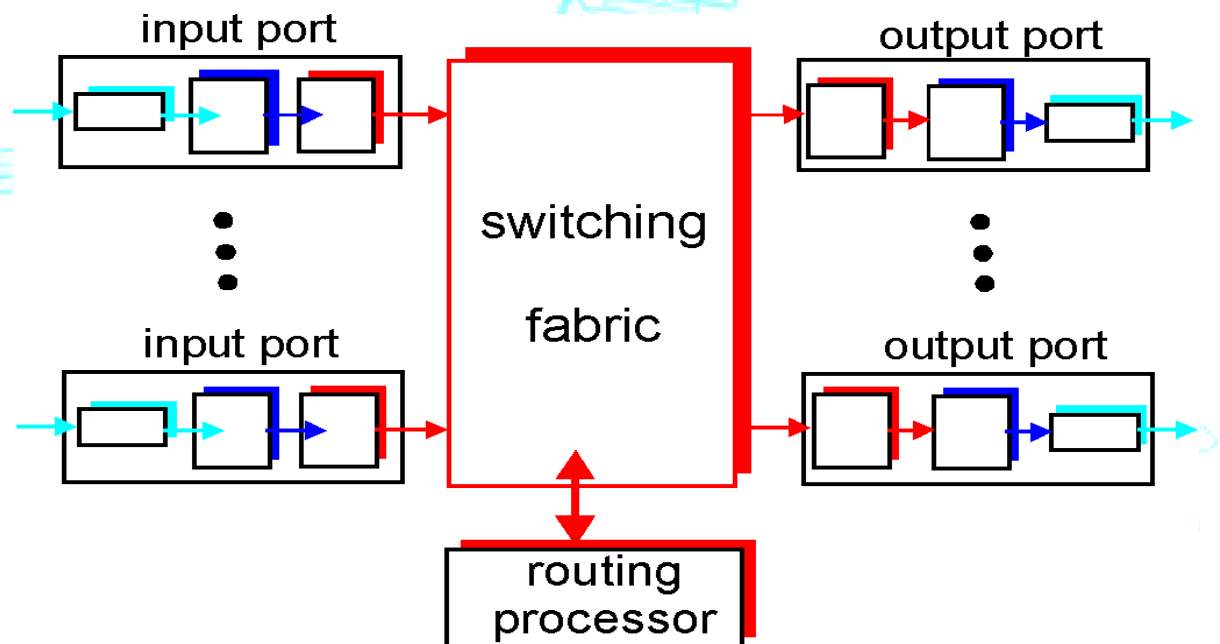 input port
output port
switching
fabric
input port
output port
routing
processor